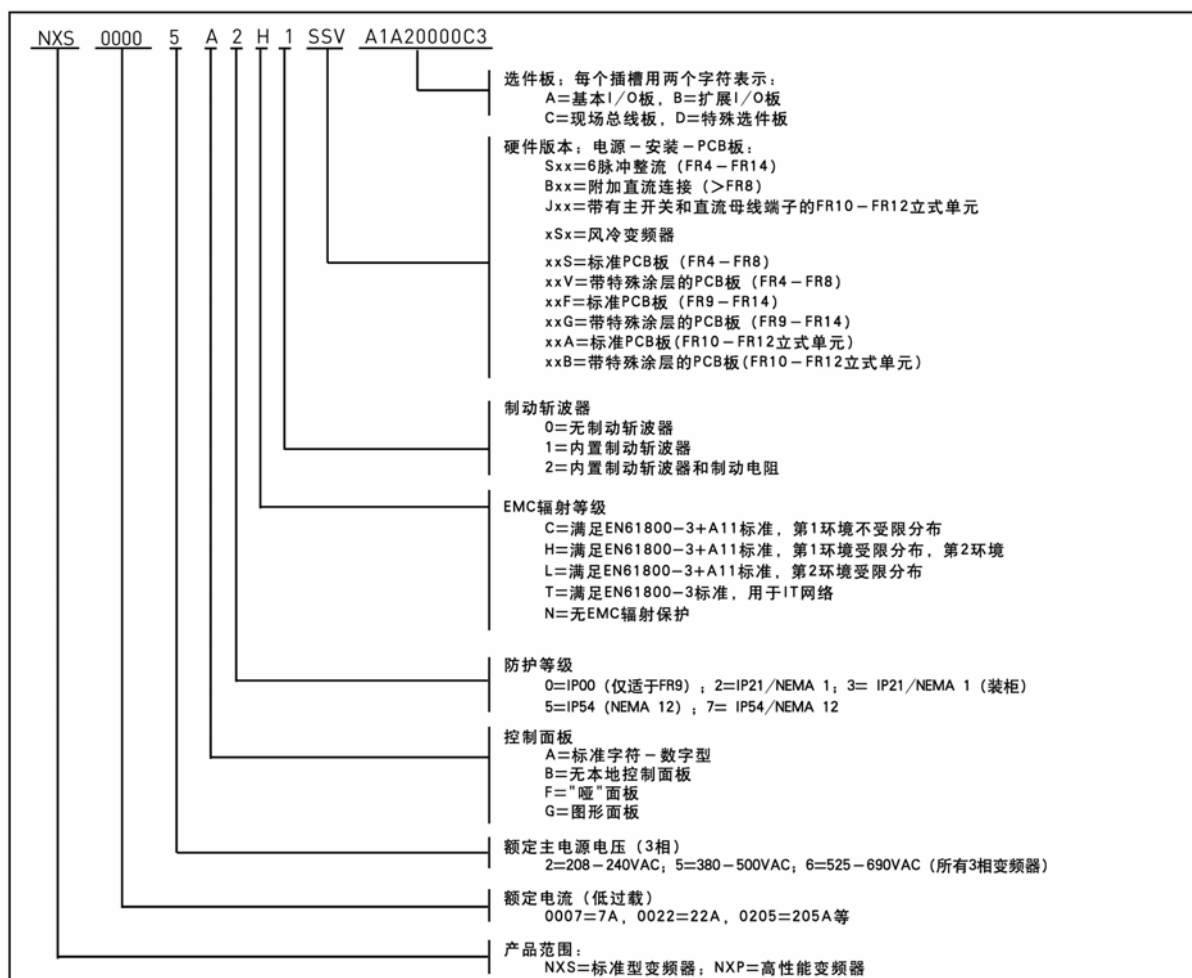 NXS 0000 5 A 2 H 1 SSV A1A20000C3
选件板；每个插槽用两个字符表示：
A=基本I/O板，B=扩展I/O板
C=现场总线板，D=特殊选件板
硬件版本；电源-安装-PCB板：
Sxx=6脉冲整流（FR4-FR14）
Bxx=附加直流连接（>FR8）
Jxx=带有主开关和直流母线端子的FR10-FR12立式单元
xSx=风冷变频器
xxS=标准PCB板（FR4-FR8）
xxV=带特殊涂层的PCB板（FR4-FR8）
xxF=标准PCB板（FR9-FR14）
xxG=带特殊涂层的PCB板（FR9-FR14）
xxA=标准PCB板(FR10-FR12立式单元）
xxB=带特殊涂层的PCB板(FR10-FR12立式单元）
制动斩波器
0=无制动斩波器
1=内置制动斩波器
2=内置制动斩波器和制动电阻
EMC辐射等级
C=满足EN61800-3+A11标准，第1环境不受限分布
H=满足EN61800-3+A11标准，第1环境受限分布，第2环境
L=满足EN61800-3+A11标准，第2环境受限分布
T=满足EN61800-3标准，用于IT网络
N=无EMC辐射保护
防护等级
0=IP00（仅适于FR9）；2=IP21/NEMA 1；3= IP21/NEMA 1（装柜）
5=IP54（NEMA 12）；7= IP54/NEMA 12
控制面板
A=标准字符-数字型
B=无本地控制面板
F="哑"面板
G=图形面板
额定主电源电压（3相）
2=208-240VAC；5=380-500VAC；6=525-690VAC（所有3相变频器）
额定电流（低过载）
0007=7A，0022=22A，0205=205A等
产品范围：
NXS=标准型变频器；NXP=高性能变频器